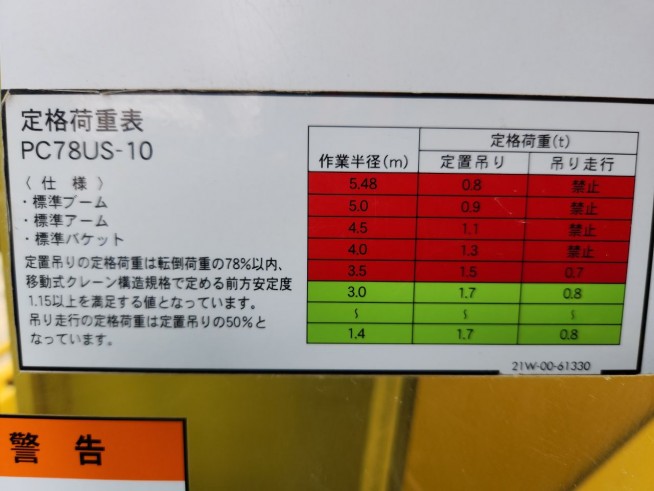 定格荷重表
PC78US-10
〈仕様〉
・標準ブーム
・標準アーム
・標準バケット
定置吊りの定格荷重は転倒荷重の78%以内、
移動式クレーン構造規格で定める前方安定度
1.15以上を満足する値となっています。
吊り走行の定格荷重は定置吊りの50%と
なっています。
作業半径(m) 定格荷重(t)
定置吊り 吊り走行
5.48 0.8 禁止
5.0 0.9 禁止
4.5 1.1 禁止
4.0 1.3 禁止
3.5 1.5 0.7
3.0 1.7 0.8
~ ~ ~
1.4 1.7 0.8
21W-00-61330
警告